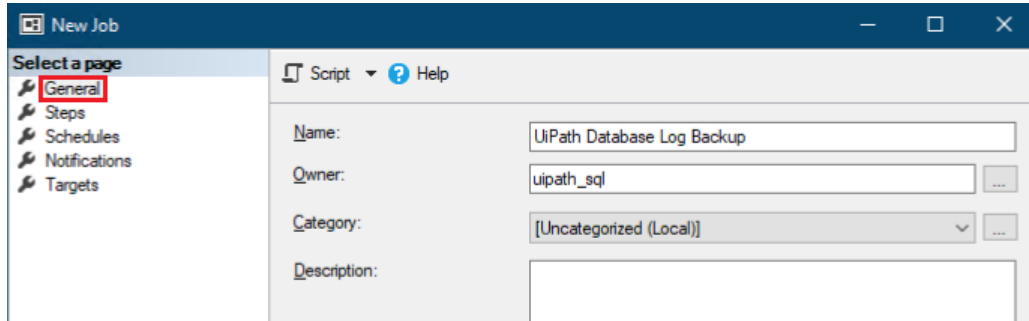 New Job
Select a page
General
Steps
Schedules
Notifications
Targets
Script Help
Name: UiPath Database Log Backup
Owner: uipath_sql ...
Category: [Uncategorized (Local)] ...
Description: